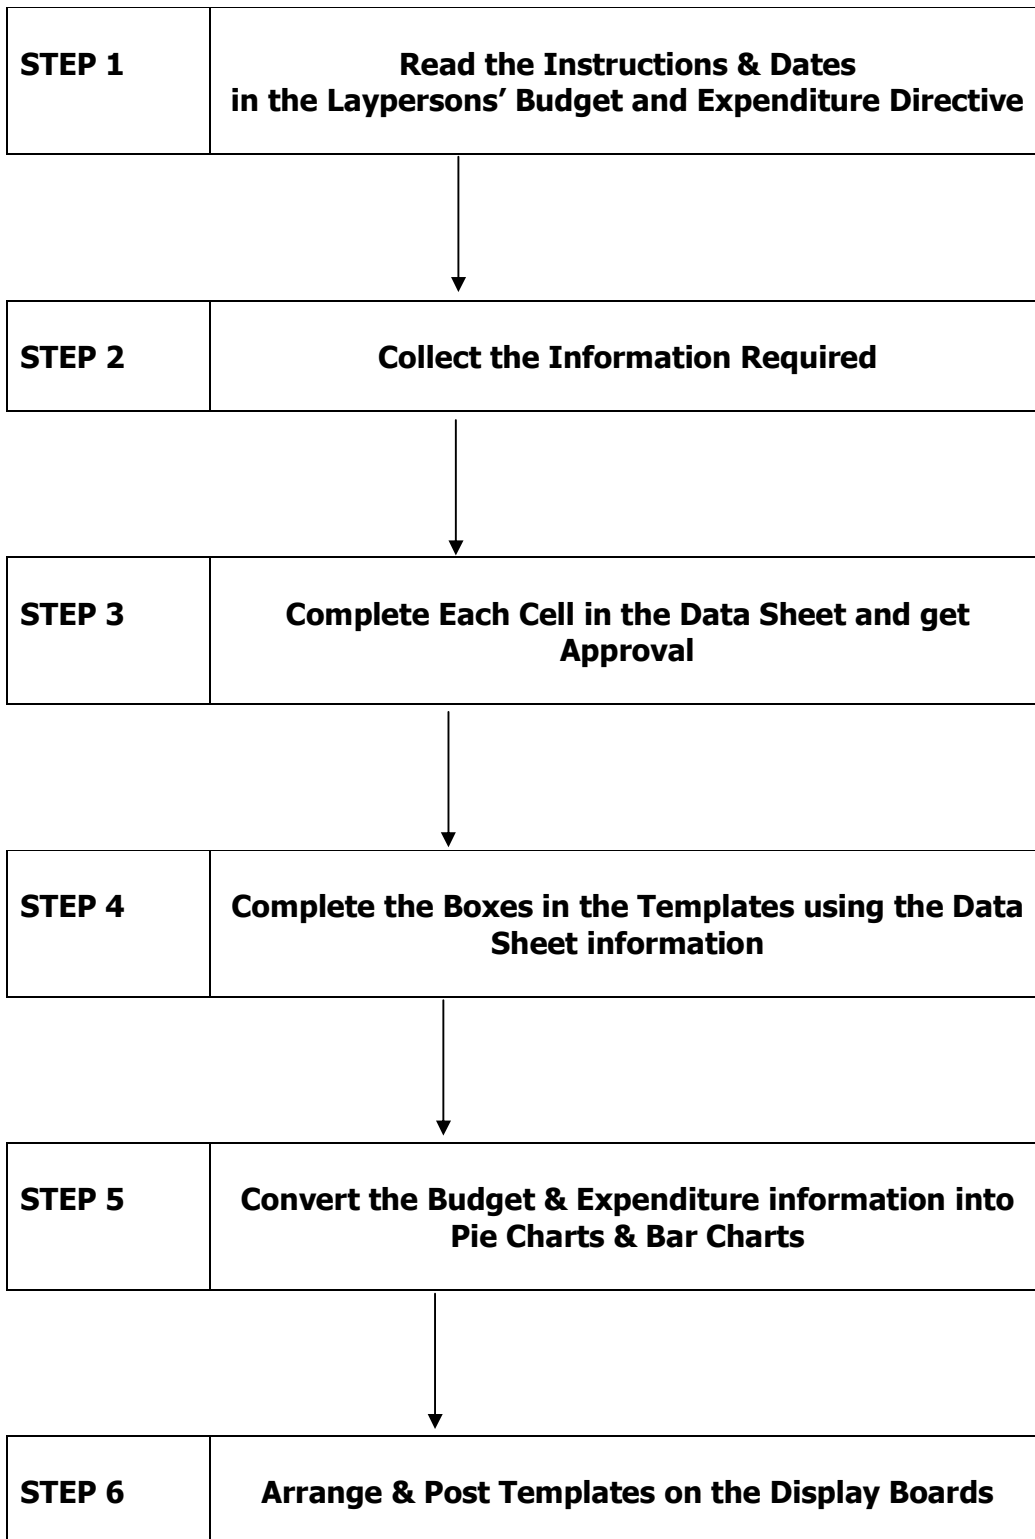 STEP 1
Read the Instructions & Dates
in the Laypersons’ Budget and Expenditure Directive
STEP 2
Collect the Information Required
STEP 3
Complete Each Cell in the Data Sheet and get
Approval
STEP 4
Complete the Boxes in the Templates using the Data
Sheet information
STEP 5
Convert the Budget & Expenditure information into
Pie Charts & Bar Charts
STEP 6
Arrange & Post Templates on the Display Boards